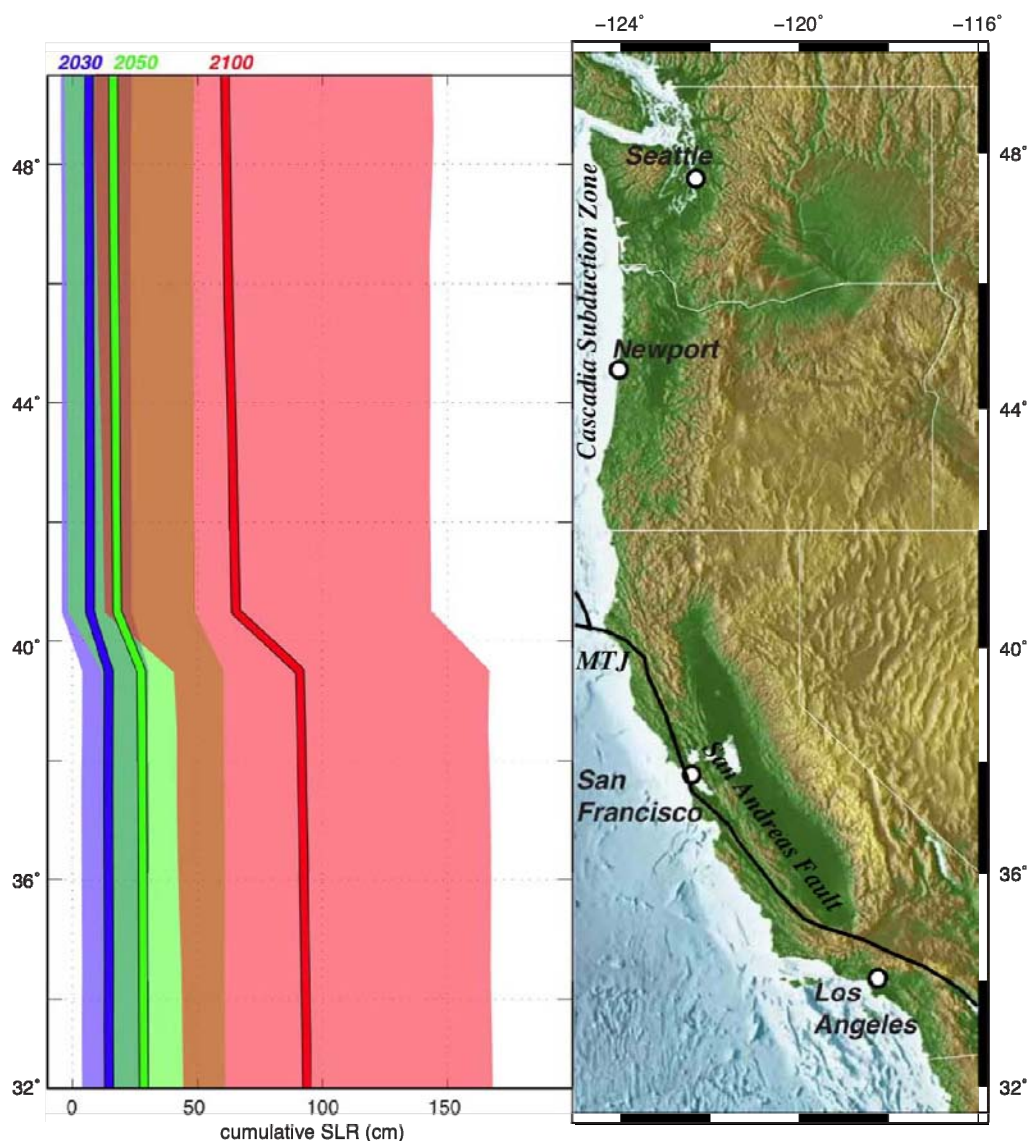 −124˚ −120˚ −116˚
2030 2050 2100
48˚ 48˚
Seattle
Cascadia Subduction Zone
Newport
44˚ 44˚
40˚ 40˚
MTJ
San
Francisco
San Andreas Fault
36˚ 36˚
Los
Angeles
32˚ 32˚
0 50 100 150
cumulative SLR (cm)